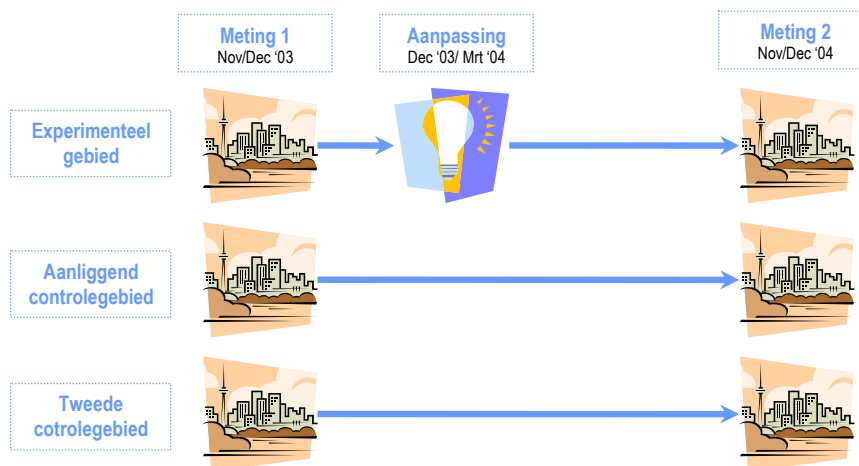 Meting 1
Nov/Dec ‘03
Aanpassing
Dec ‘03/ Mrt ‘04
Meting 2
Nov/Dec ‘04
Experimenteel
gebied
Aanliggend
controlegebied
Tweede
cotrolegebied